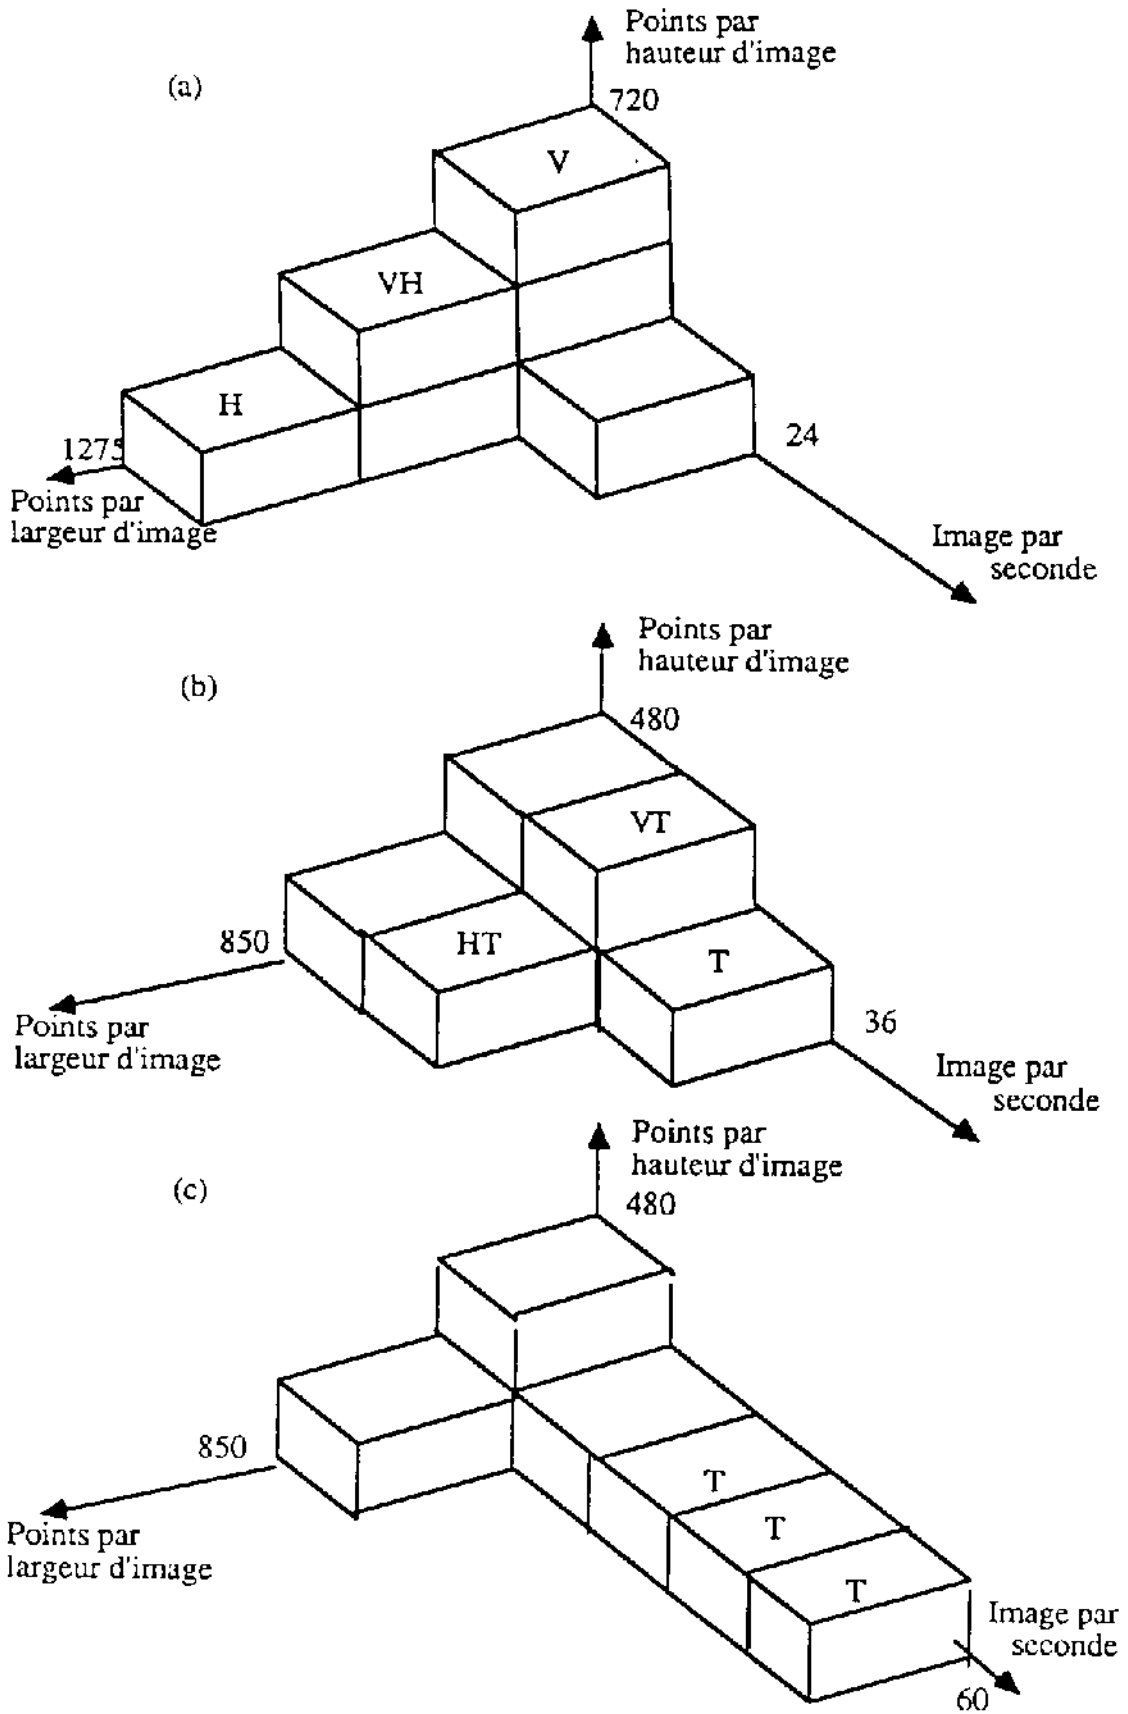 Points par
hauteur d'image
(a)
720
V
VH
H
1275
24
Points par
largeur d'image
Image par
seconde
Points par
hauteur d'image
(b)
480
VT
HT
T
850
36
Points par
largeur d'image
Image par
seconde
Points par
hauteur d'image
(c)
480
850
T
T
T
Points par
largeur d'image
Image par
seconde
60